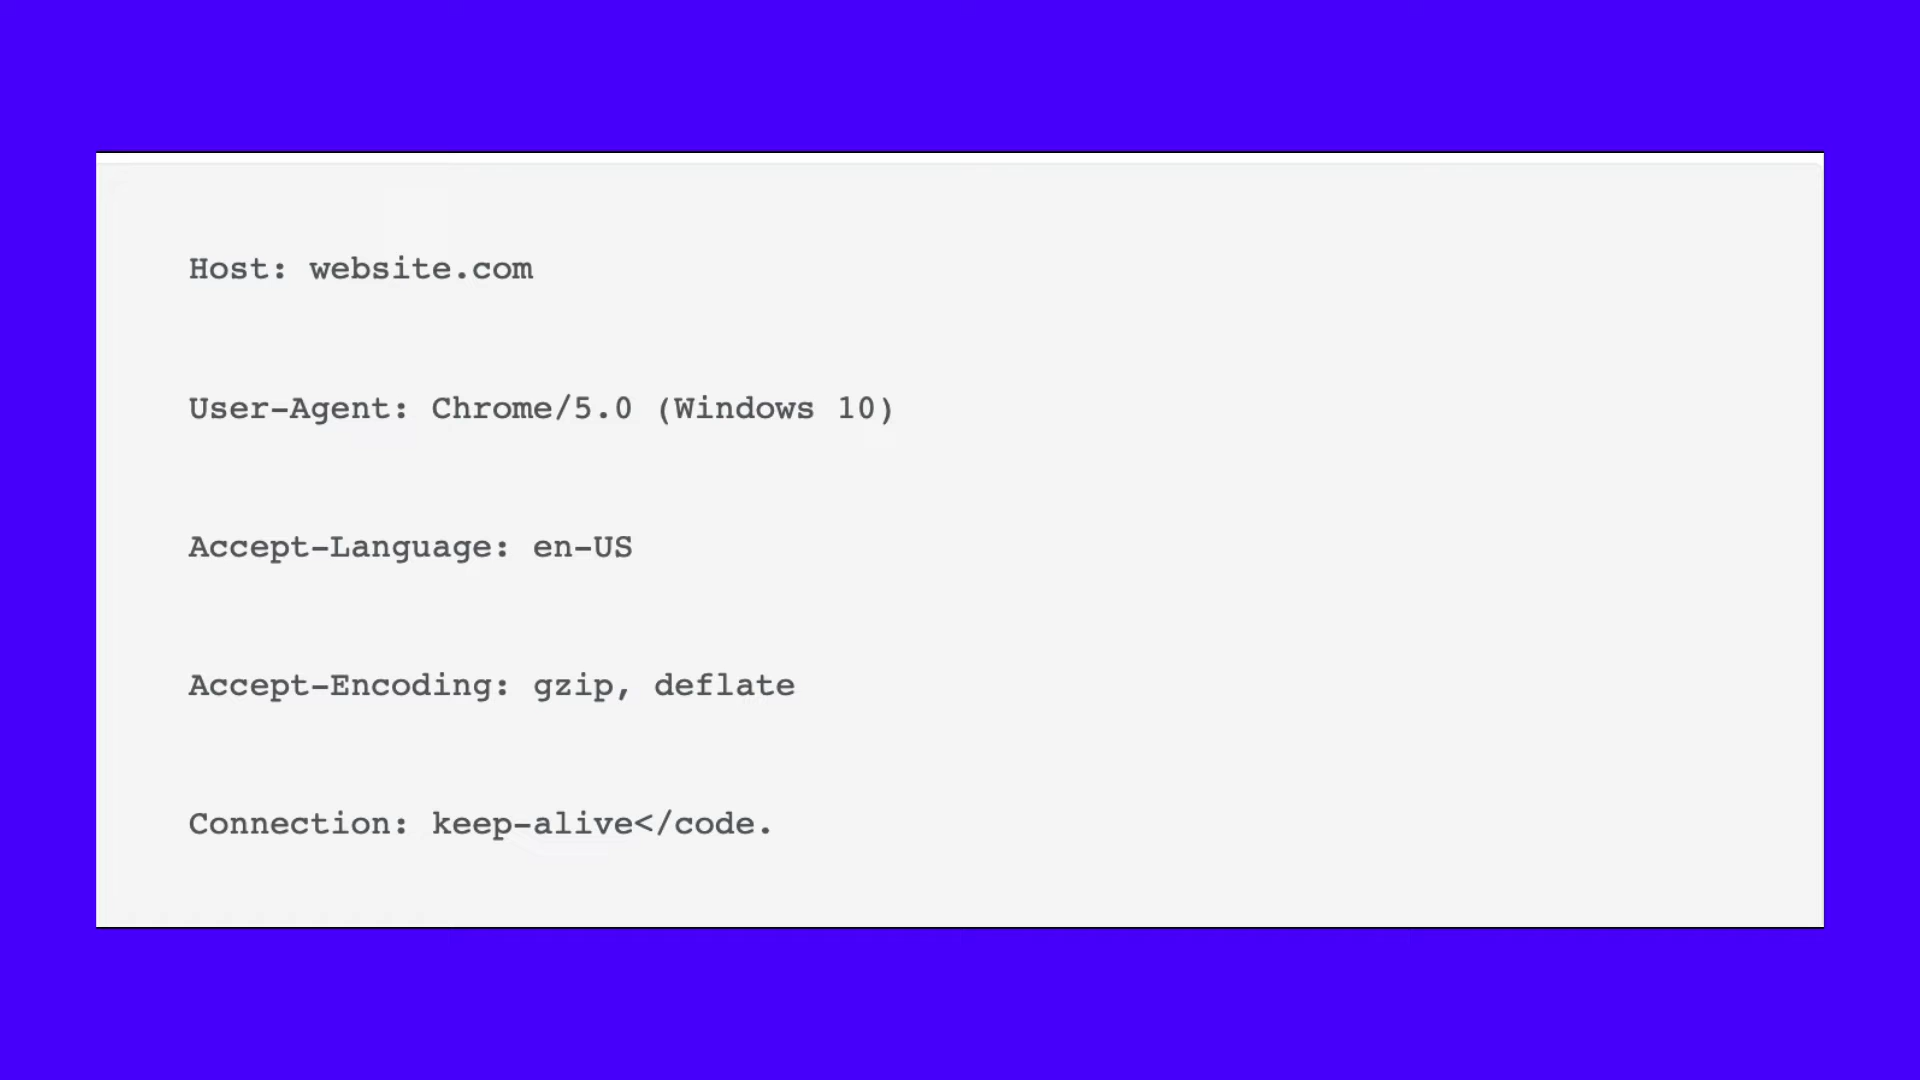 Host: website.com
User-Agent: Chrome/5.0 (Windows 10)
Accept-Language: en-US
Accept-Encoding: gzip, deflate
Connection: keep-alive</code.